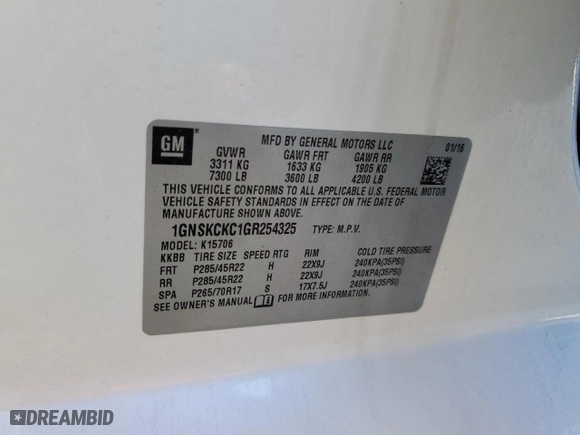 GM
MFD BY GENERAL MOTORS LLC
01/16
GVWR GAWR FRT GAWR RR
3311 KG 1633 KG 1905 KG
7300 LB 3600 LB 4200 LB
THIS VEHICLE CONFORMS TO ALL APPLICABLE U.S. FEDERAL MOTOR
VEHICLE SAFETY STANDARDS IN EFFECT ON THE DATE OF
MANUFACTURE SHOWN ABOVE.
1GNSKCKC1GR254325 TYPE: M.P.V.
MODEL: K15706
KKBB TIRE SIZE SPEED RTG RIM COLD TIRE PRESSURE
FRT P285/45R22 H 22X9J 240KPA(35PSI)
RR P285/45R22 H 22X9J 240KPA(35PSI)
SPA P265/70R17 S 17X7.5J 240KPA(35PSI)
SEE OWNER'S MANUAL FOR MORE INFORMATION.
DREAMBID